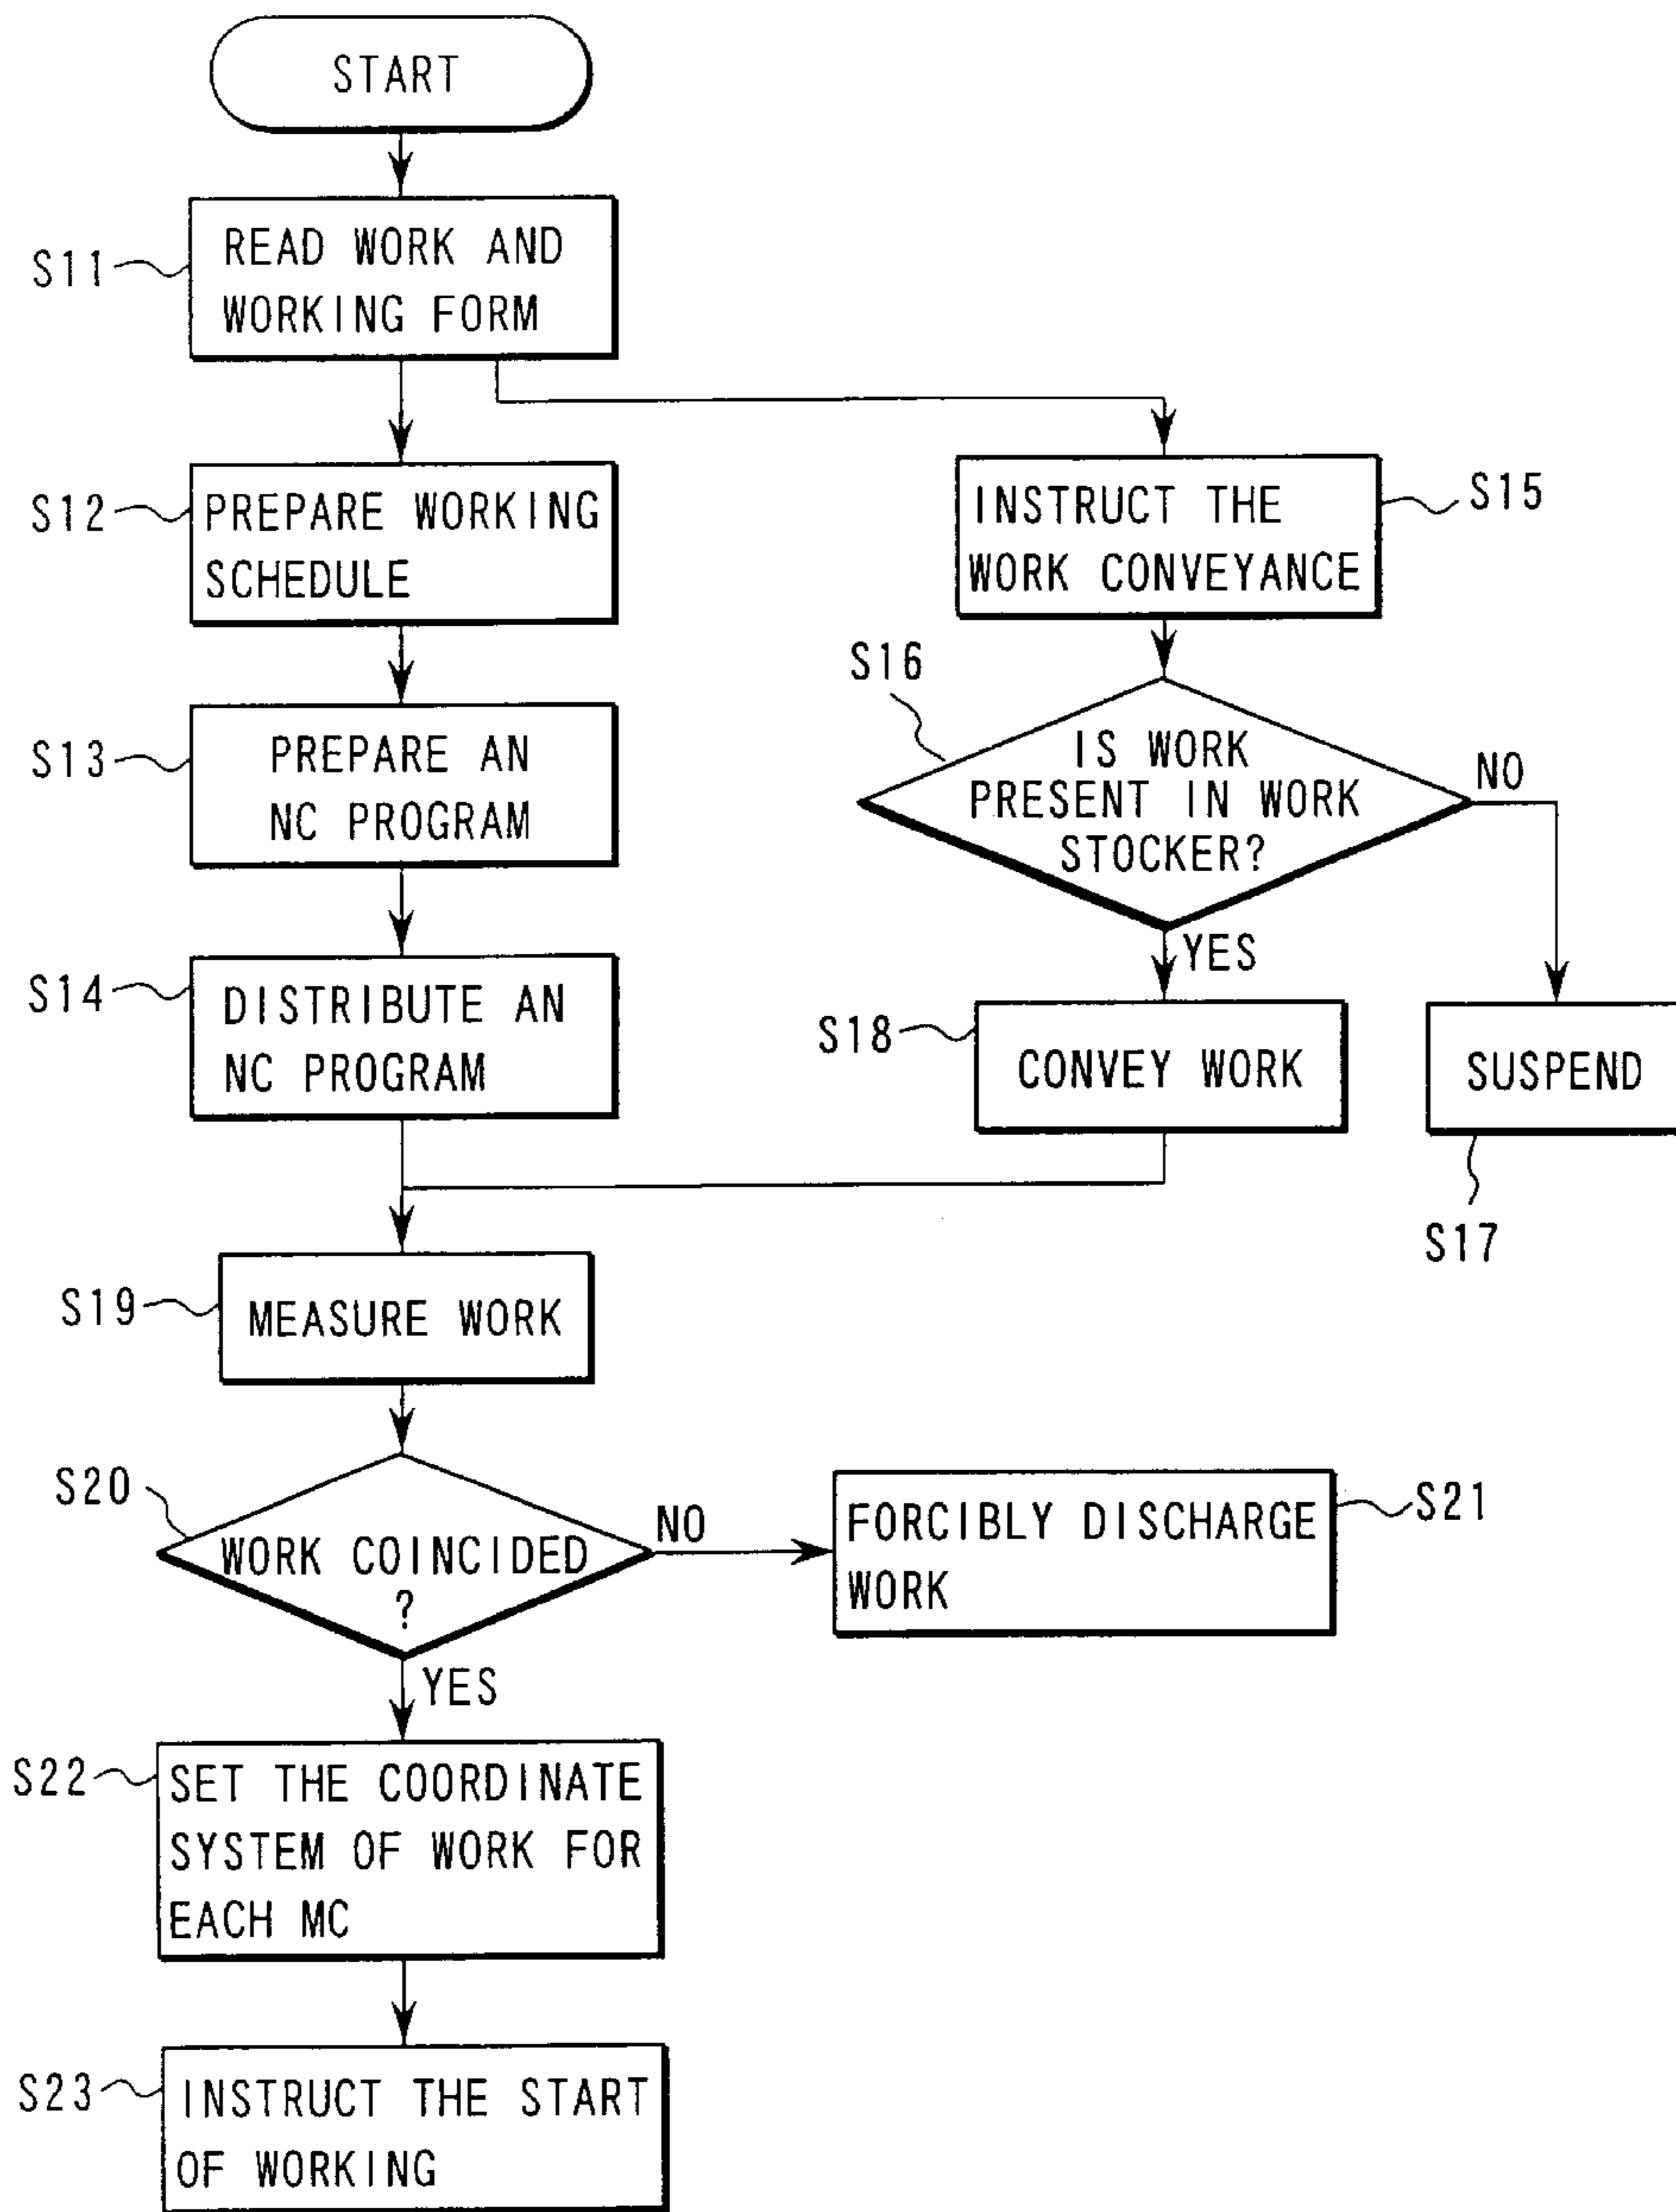 START
S11
READ WORK AND
WORKING FORM
S12
PREPARE WORKING
SCHEDULE
S15
INSTRUCT THE
WORK CONVEYANCE
S13
PREPARE AN
NC PROGRAM
S16
IS WORK
PRESENT IN WORK
STOCKER?
NO
YES
S14
DISTRIBUTE AN
NC PROGRAM
S18
CONVEY WORK
SUSPEND
S17
S19
MEASURE WORK
S20
WORK COINCIDED
?
NO
FORCIBLY DISCHARGE
WORK
S21
YES
S22
SET THE COORDINATE
SYSTEM OF WORK FOR
EACH MC
S23
INSTRUCT THE START
OF WORKING